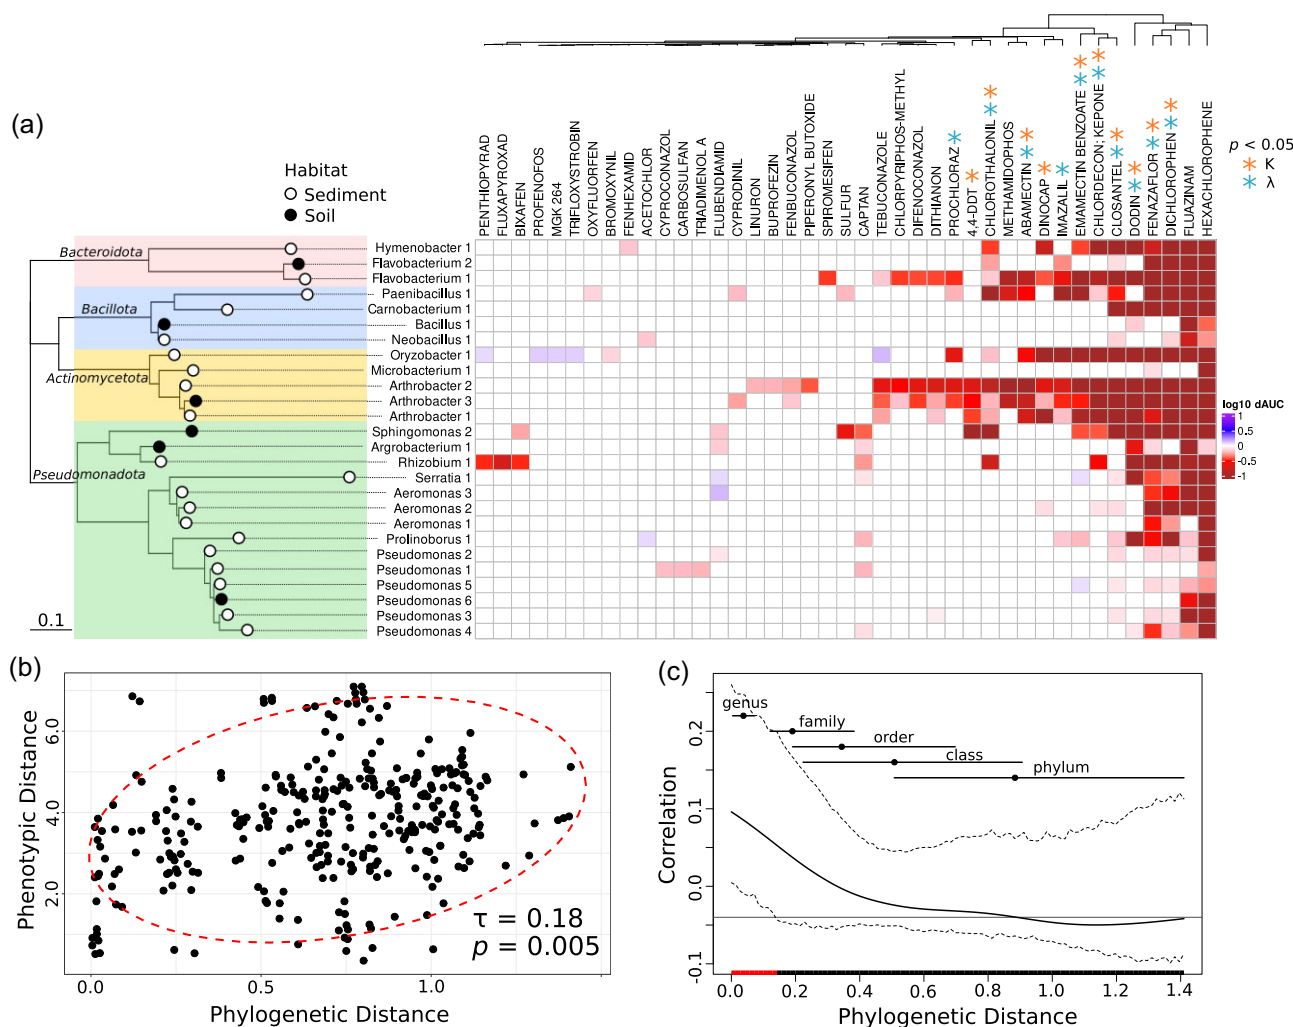 (a)
Habitat
Sediment
Soil
PENTHIOPYRAD
FLUXAPYROXAD
BIXAFEN
PROFENOFOS
MGK 264
TRIFLOXYSTROBIN
OXYFLUORFEN
BROMOXYNIL
FENHEXAMID
ACETOCHLOR
CYPROCONAZOL
CARBOSULFAN
TRIADIMENOL A
FLUBENDIAMID
CYPRODINIL
LINURON
BUPROFEZIN
FENBUCONAZOL
PIPERONYL BUTOXIDE
SPIROMESIFEN
SULFUR
CAPTAN
TEBUCONAZOLE
CHLORPYRIPHOS-METHYL
DIFENOCONAZOL
DITHIANON
PROCHLORAZ *
4,4-DDT *
CHLOROTHALONIL * *
METHAMIDOPHOS
ABAMECTIN * *
DINOCAP *
IMAZALIL *
EMAMECTIN BENZOATE * *
CHLORDECON; KEPONE * *
CLOSANTEL * *
DODIN * *
FENAZAFLOR * *
DICHLOROPHEN * *
FLUAZINAM
HEXACHLOROPHENE
p < 0.05
* K
* λ
Bacteroidota
Bacillota
Actinomycetota
Pseudomonadota
0.1
Hymenobacter 1
Flavobacterium 2
Flavobacterium 1
Paenibacillus 1
Carnobacterium 1
Bacillus 1
Neobacillus 1
Oryzobacter 1
Microbacterium 1
Arthrobacter 2
Arthrobacter 3
Arthrobacter 1
Sphingomonas 2
Argrobacterium 1
Rhizobium 1
Serratia 1
Aeromonas 3
Aeromonas 2
Aeromonas 1
Prolinoborus 1
Pseudomonas 2
Pseudomonas 1
Pseudomonas 5
Pseudomonas 6
Pseudomonas 3
Pseudomonas 4
log10 dAUC
1
0.5
0
-0.5
-1
(b)
Phenotypic Distance
6.0
4.0
2.0
τ = 0.18
p = 0.005
0.0 0.5 1.0
Phylogenetic Distance
(c)
genus
family
order
class
phylum
Correlation
0.2
0.1
0.0
-0.1
0.0 0.2 0.4 0.6 0.8 1.0 1.2 1.4
Phylogenetic Distance